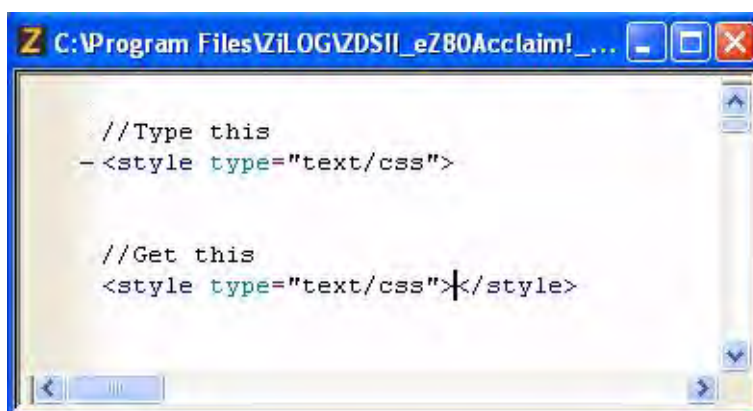 Z C:\Program Files\ZiLOG\ZDSII_eZ80Acclaim!_...
//Type this
<style type="text/css">
//Get this
<style type="text/css"></style>